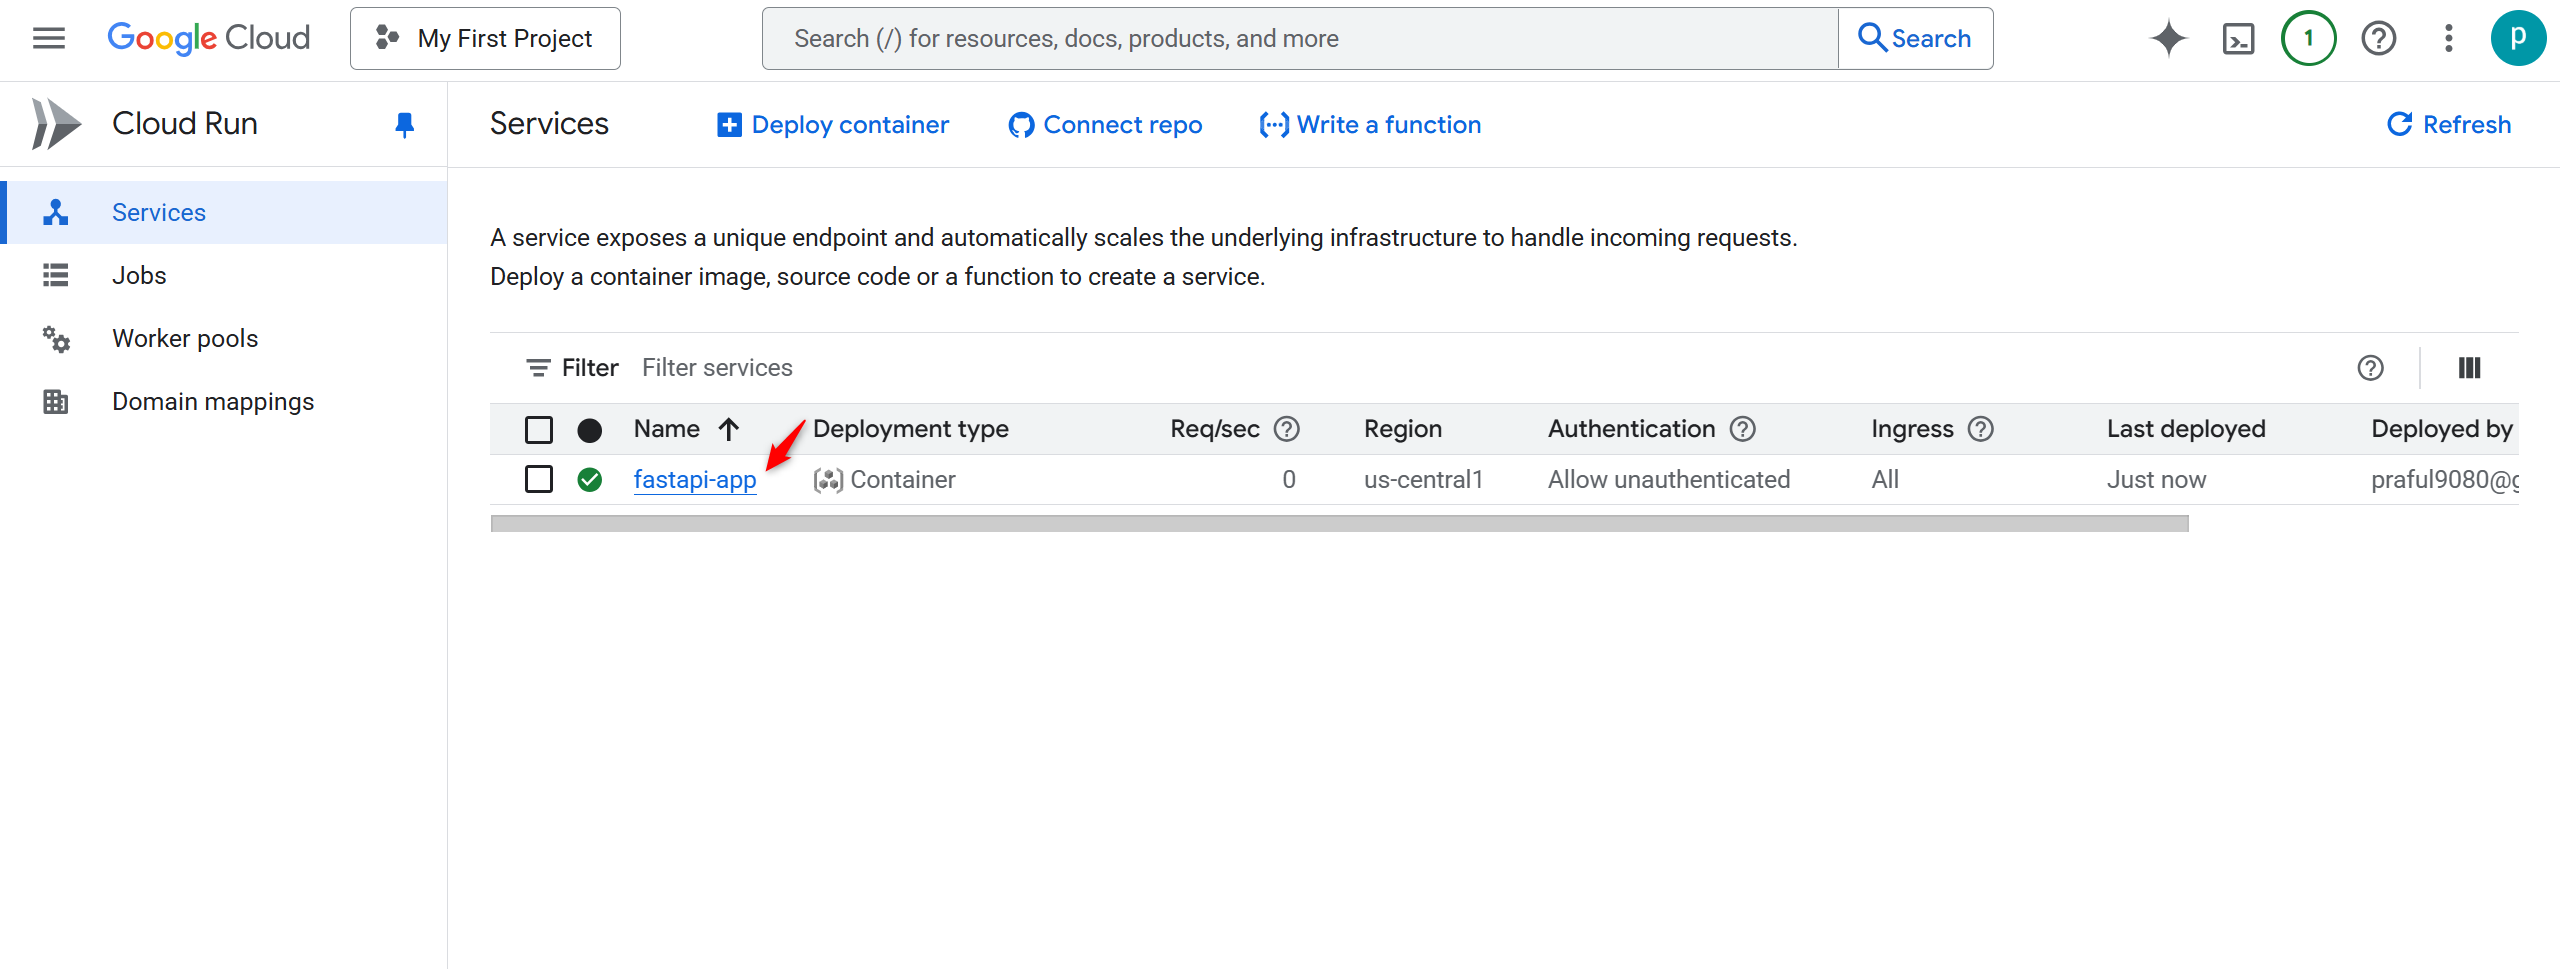 Google Cloud
My First Project
Search (/) for resources, docs, products, and more
Search
1
p
Cloud Run
Services
Deploy container
Connect repo
Write a function
Refresh
Services
Jobs
Worker pools
Domain mappings
A service exposes a unique endpoint and automatically scales the underlying infrastructure to handle incoming requests.
Deploy a container image, source code or a function to create a service.
Filter Filter services
Name Deployment type Req/sec Region Authentication Ingress Last deployed Deployed by
fastapi-app Container 0 us-central1 Allow unauthenticated All Just now praful9080@g